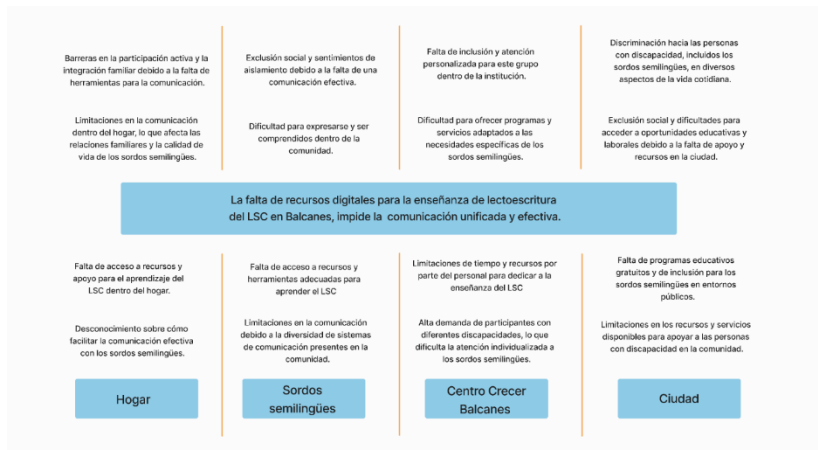 Barreras en la participación activa y la
integración familiar debido a la falta de
herramientas para la comunicación.
Limitaciones en la comunicación
dentro del hogar, lo que afecta las
relaciones familiares y la calidad de
vida de los sordos semilingües.
Exclusión social y sentimientos de
aislamiento debido a la falta de una
comunicación efectiva.
Dificultad para expresarse y ser
comprendidos dentro de la
comunidad.
Falta de inclusión y atención
personalizada para este grupo
dentro de la institución.
Dificultad para ofrecer programas y
servicios adaptados a las
necesidades específicas de los
sordos semilingües.
Discriminación hacia las personas
con discapacidad, incluidos los
sordos semilingües, en diversos
aspectos de la vida cotidiana.
Exclusión social y dificultades para
acceder a oportunidades educativas y
laborales debido a la falta de apoyo y
recursos en la ciudad.
La falta de recursos digitales para la enseñanza de lectoescritura
del LSC en Balcanes, impide la comunicación unificada y efectiva.
Falta de acceso a recursos y
apoyo para el aprendizaje del
LSC dentro del hogar.
Desconocimiento sobre cómo
facilitar la comunicación efectiva
con los sordos semilingües.
Hogar
Falta de acceso a recursos y
herramientas adecuadas para
aprender el LSC
Limitaciones en la comunicación
debido a la diversidad de sistemas
de comunicación presentes en la
comunidad.
Sordos
semilingües
Limitaciones de tiempo y recursos por
parte del personal para dedicar a la
enseñanza del LSC
Alta demanda de participantes con
diferentes discapacidades, lo que
dificulta la atención individualizada a
los sordos semilingües.
Centro Crecer
Balcanes
Falta de programas educativos
gratuitos y de inclusión para los
sordos semilingües en entornos
públicos.
Limitaciones en los recursos y servicios
disponibles para apoyar a las personas
con discapacidad en la comunidad.
Ciudad